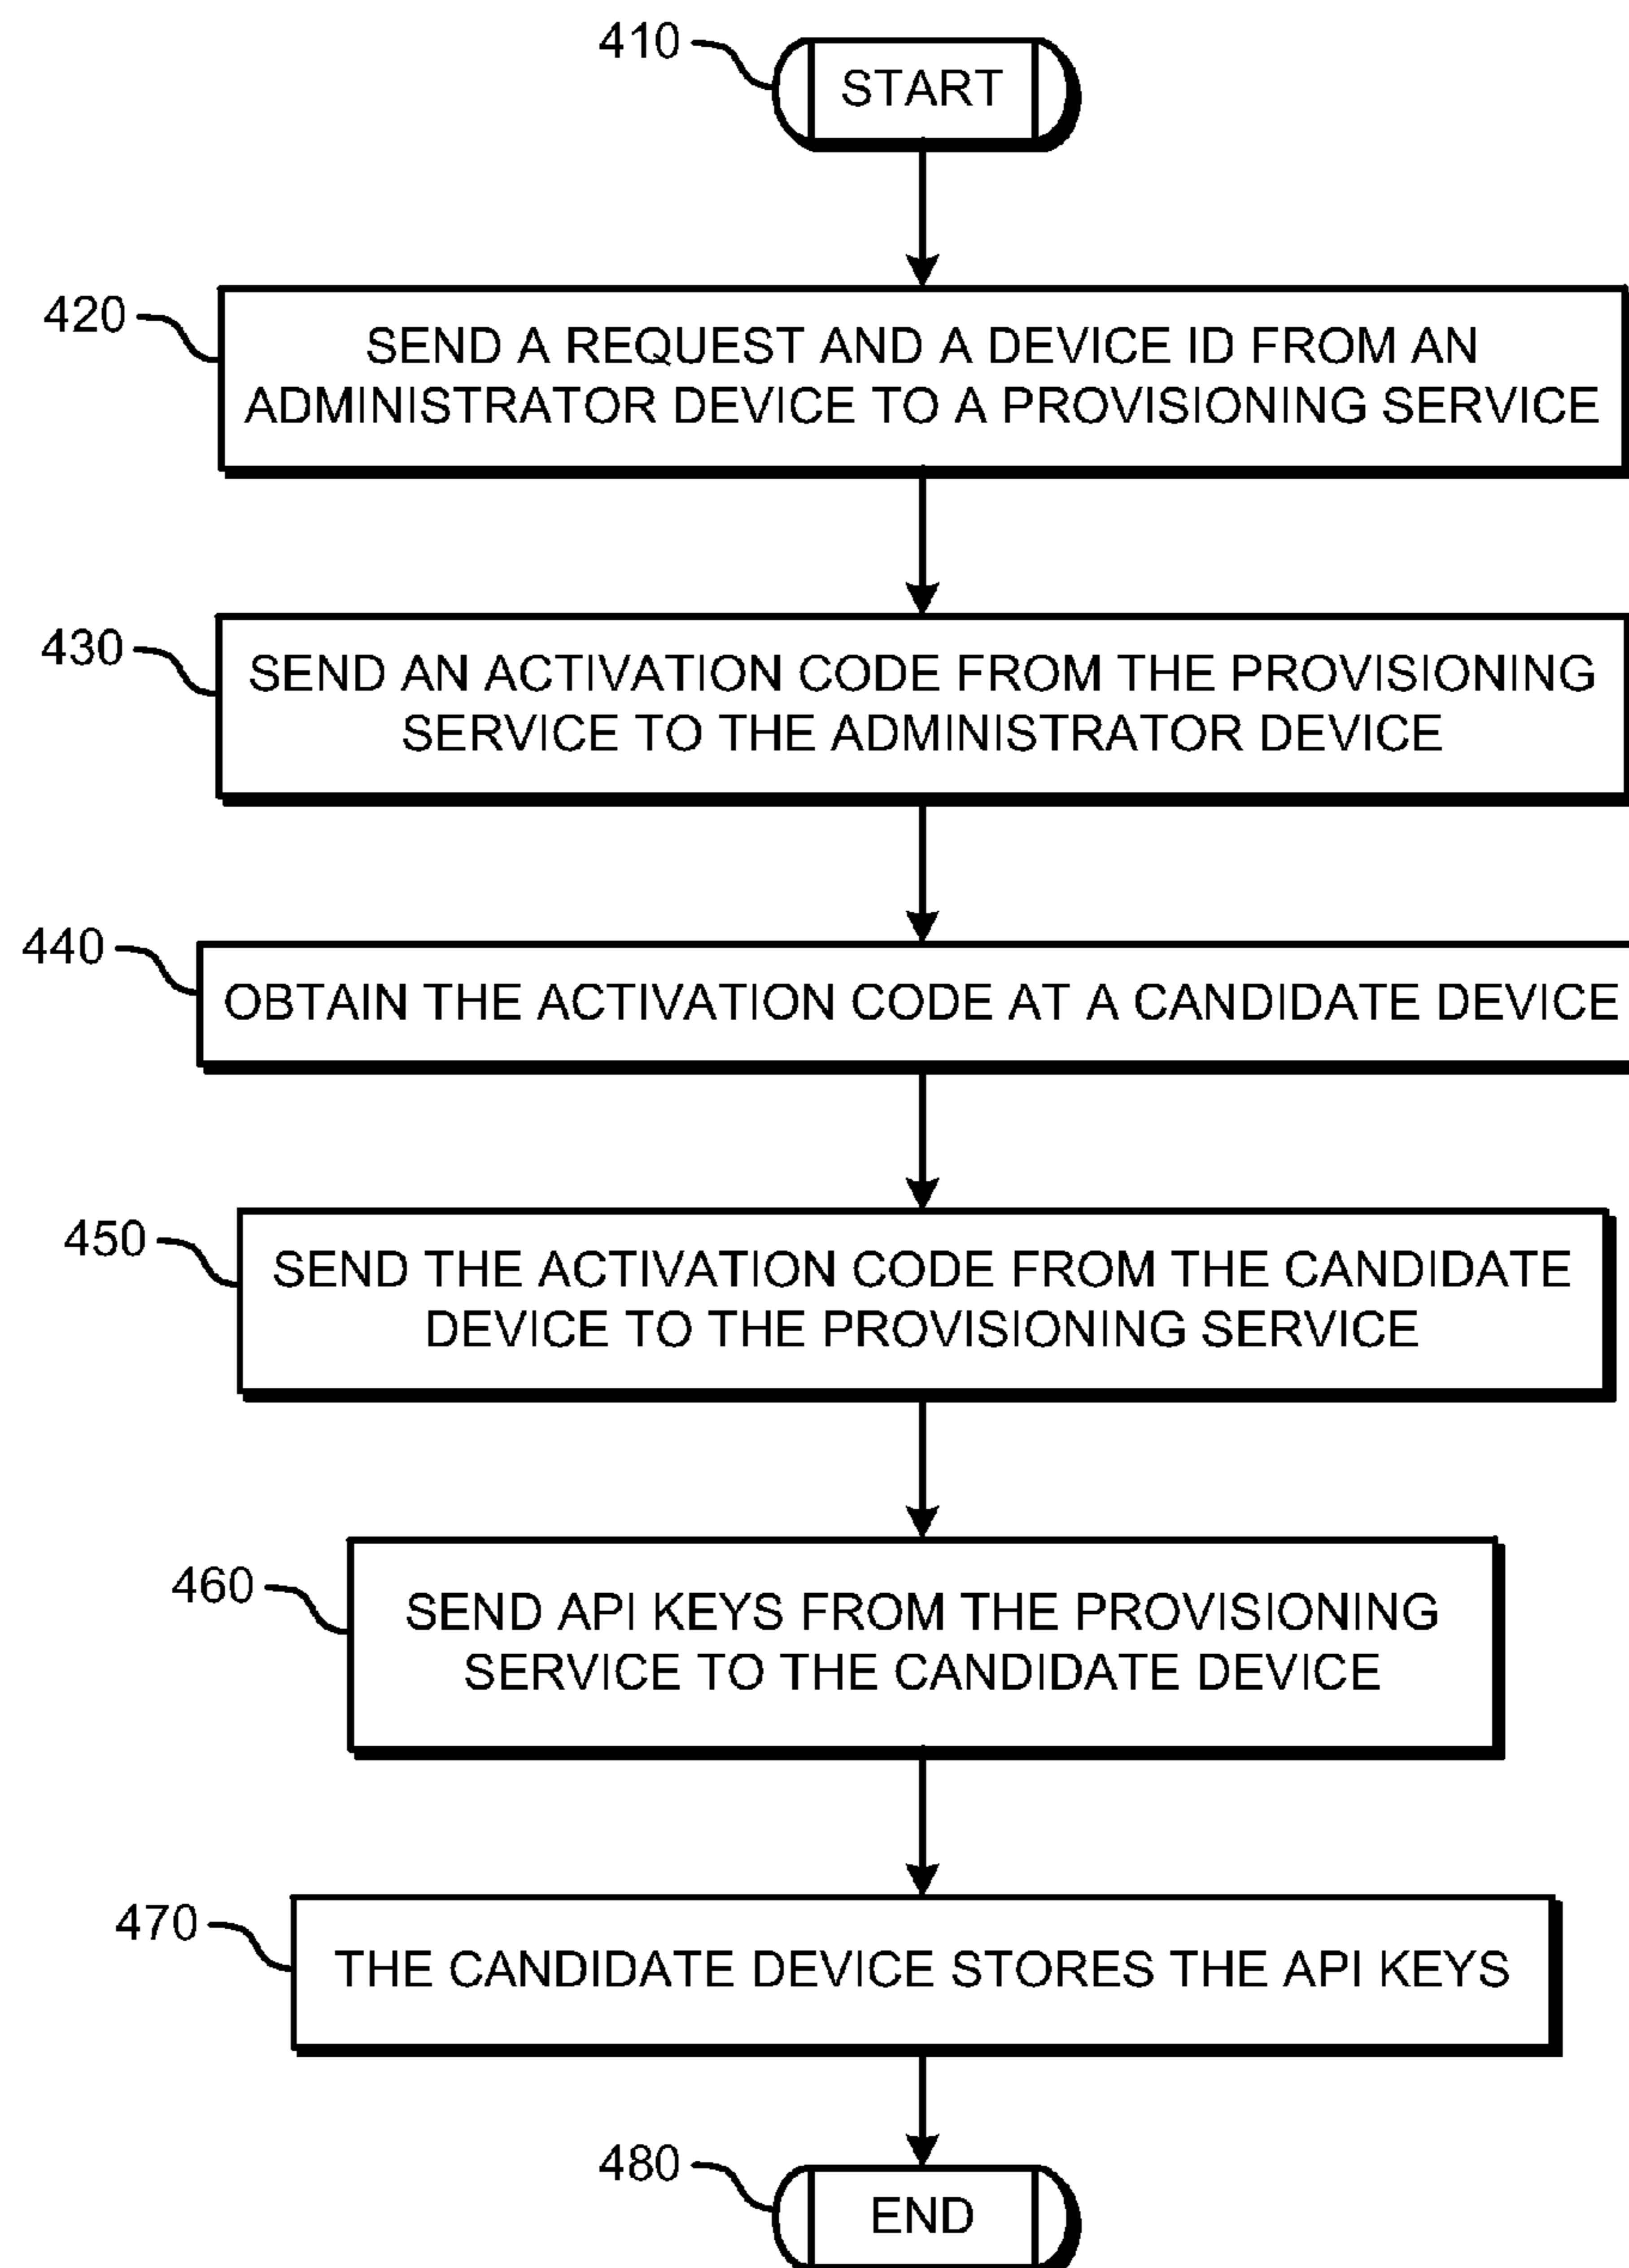 410
START
420
SEND A REQUEST AND A DEVICE ID FROM AN
ADMINISTRATOR DEVICE TO A PROVISIONING SERVICE
430
SEND AN ACTIVATION CODE FROM THE PROVISIONING
SERVICE TO THE ADMINISTRATOR DEVICE
440
OBTAIN THE ACTIVATION CODE AT A CANDIDATE DEVICE
450
SEND THE ACTIVATION CODE FROM THE CANDIDATE
DEVICE TO THE PROVISIONING SERVICE
460
SEND API KEYS FROM THE PROVISIONING
SERVICE TO THE CANDIDATE DEVICE
470
THE CANDIDATE DEVICE STORES THE API KEYS
480
END